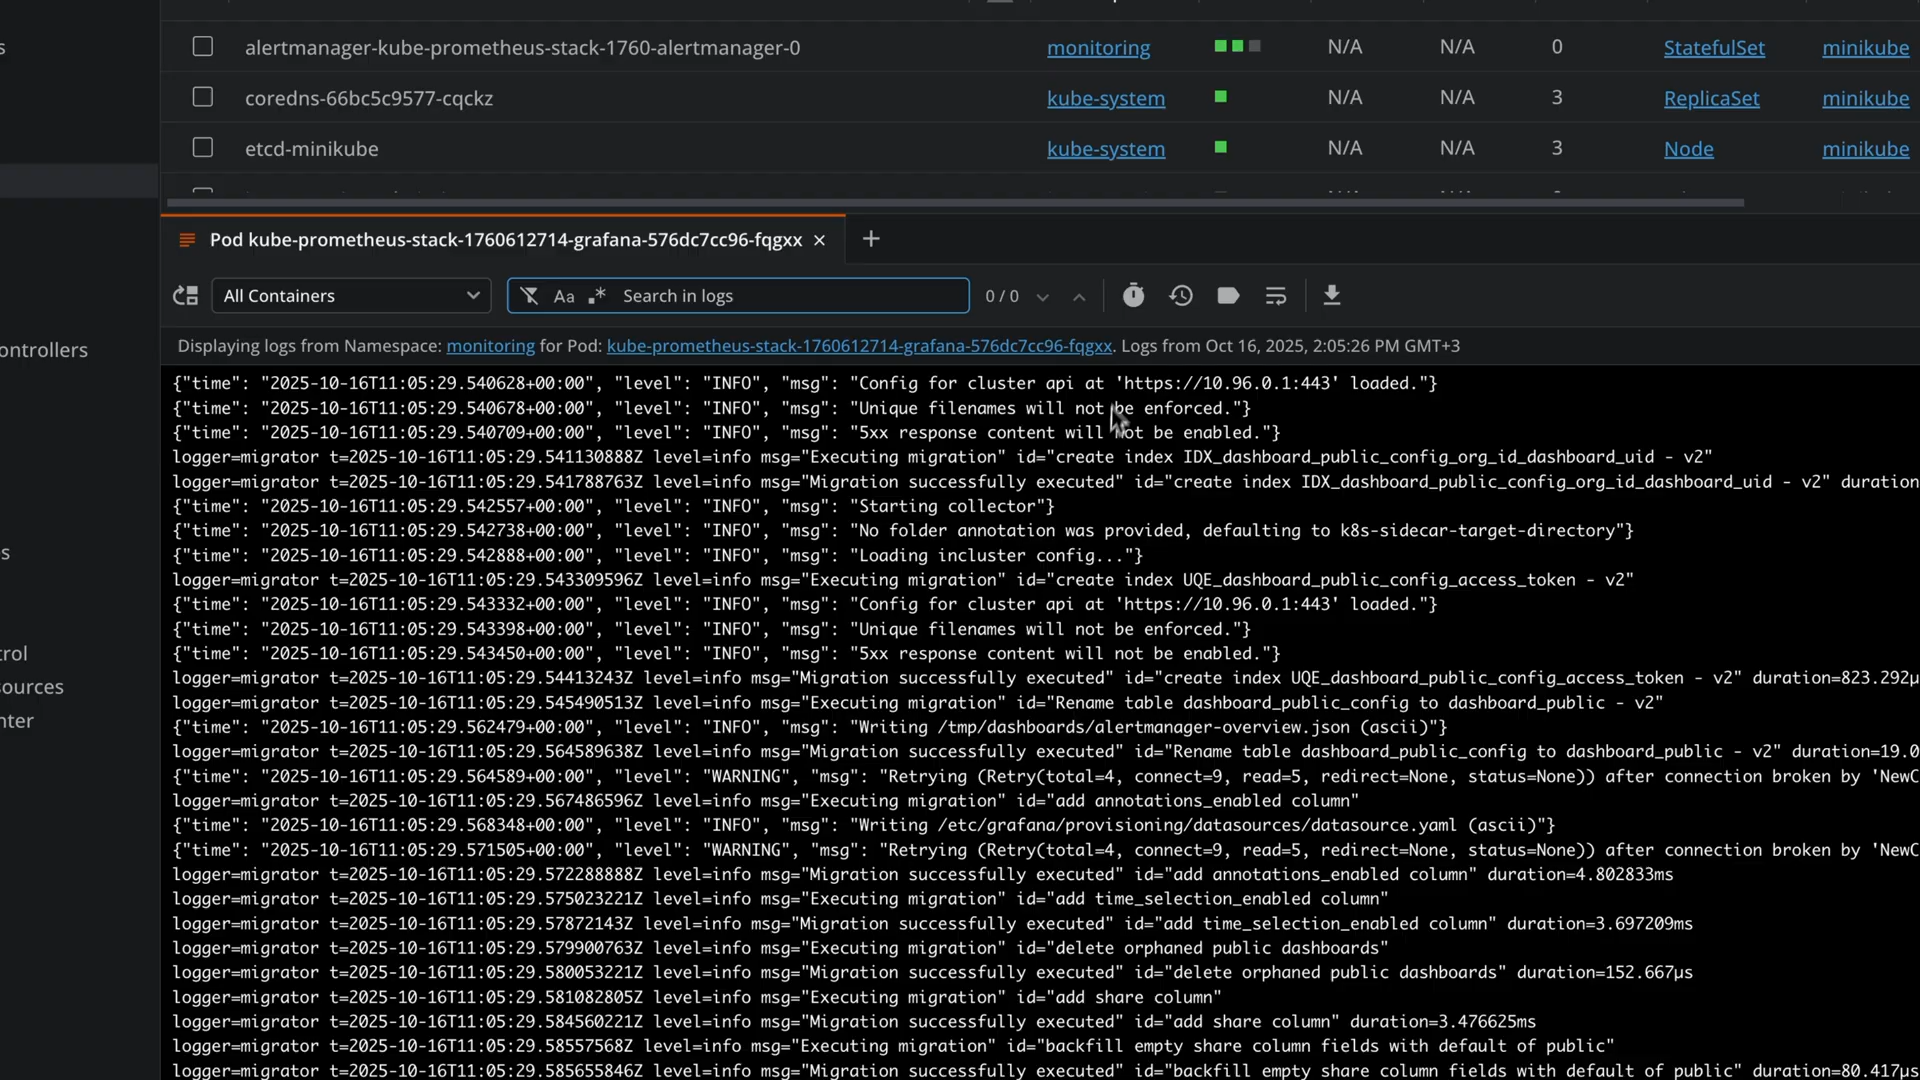 s
alertmanager-kube-prometheus-stack-1760-alertmanager-0 monitoring N/A N/A 0 StatefulSet minikube
coredns-66bc5c9577-cqckz kube-system N/A N/A 3 ReplicaSet minikube
etcd-minikube kube-system N/A N/A 3 Node minikube
Pod kube-prometheus-stack-1760612714-grafana-576dc7cc96-fqgxx × +
All Containers Aa .* Search in logs 0 / 0
Displaying logs from Namespace: monitoring for Pod: kube-prometheus-stack-1760612714-grafana-576dc7cc96-fqgxx. Logs from Oct 16, 2025, 2:05:26 PM GMT+3
ontrollers
s
trol
sources
nter
{"time": "2025-10-16T11:05:29.540628+00:00", "level": "INFO", "msg": "Config for cluster api at 'https://10.96.0.1:443' loaded."}
{"time": "2025-10-16T11:05:29.540678+00:00", "level": "INFO", "msg": "Unique filenames will not be enforced."}
{"time": "2025-10-16T11:05:29.540709+00:00", "level": "INFO", "msg": "5xx response content will not be enabled."}
logger=migrator t=2025-10-16T11:05:29.541130888Z level=info msg="Executing migration" id="create index IDX_dashboard_public_config_org_id_dashboard_uid - v2"
logger=migrator t=2025-10-16T11:05:29.541788763Z level=info msg="Migration successfully executed" id="create index IDX_dashboard_public_config_org_id_dashboard_uid - v2" duration
{"time": "2025-10-16T11:05:29.542557+00:00", "level": "INFO", "msg": "Starting collector"}
{"time": "2025-10-16T11:05:29.542738+00:00", "level": "INFO", "msg": "No folder annotation was provided, defaulting to k8s-sidecar-target-directory"}
{"time": "2025-10-16T11:05:29.542888+00:00", "level": "INFO", "msg": "Loading incluster config..."}
logger=migrator t=2025-10-16T11:05:29.543309596Z level=info msg="Executing migration" id="create index UQE_dashboard_public_config_access_token - v2"
{"time": "2025-10-16T11:05:29.543332+00:00", "level": "INFO", "msg": "Config for cluster api at 'https://10.96.0.1:443' loaded."}
{"time": "2025-10-16T11:05:29.543398+00:00", "level": "INFO", "msg": "Unique filenames will not be enforced."}
{"time": "2025-10-16T11:05:29.543450+00:00", "level": "INFO", "msg": "5xx response content will not be enabled."}
logger=migrator t=2025-10-16T11:05:29.54413243Z level=info msg="Migration successfully executed" id="create index UQE_dashboard_public_config_access_token - v2" duration=823.292µ
logger=migrator t=2025-10-16T11:05:29.545490513Z level=info msg="Executing migration" id="Rename table dashboard_public_config to dashboard_public - v2"
{"time": "2025-10-16T11:05:29.562479+00:00", "level": "INFO", "msg": "Writing /tmp/dashboards/alertmanager-overview.json (ascii)"}
logger=migrator t=2025-10-16T11:05:29.564589638Z level=info msg="Migration successfully executed" id="Rename table dashboard_public_config to dashboard_public - v2" duration=19.0
{"time": "2025-10-16T11:05:29.564589+00:00", "level": "WARNING", "msg": "Retrying (Retry(total=4, connect=9, read=5, redirect=None, status=None)) after connection broken by 'NewC
logger=migrator t=2025-10-16T11:05:29.567486596Z level=info msg="Executing migration" id="add annotations_enabled column"
{"time": "2025-10-16T11:05:29.568348+00:00", "level": "INFO", "msg": "Writing /etc/grafana/provisioning/datasources/datasource.yaml (ascii)"}
{"time": "2025-10-16T11:05:29.571505+00:00", "level": "WARNING", "msg": "Retrying (Retry(total=4, connect=9, read=5, redirect=None, status=None)) after connection broken by 'NewC
logger=migrator t=2025-10-16T11:05:29.572288888Z level=info msg="Migration successfully executed" id="add annotations_enabled column" duration=4.802833ms
logger=migrator t=2025-10-16T11:05:29.575023221Z level=info msg="Executing migration" id="add time_selection_enabled column"
logger=migrator t=2025-10-16T11:05:29.57872143Z level=info msg="Migration successfully executed" id="add time_selection_enabled column" duration=3.697209ms
logger=migrator t=2025-10-16T11:05:29.579900763Z level=info msg="Executing migration" id="delete orphaned public dashboards"
logger=migrator t=2025-10-16T11:05:29.580053221Z level=info msg="Migration successfully executed" id="delete orphaned public dashboards" duration=152.667µs
logger=migrator t=2025-10-16T11:05:29.581082805Z level=info msg="Executing migration" id="add share column"
logger=migrator t=2025-10-16T11:05:29.584560221Z level=info msg="Migration successfully executed" id="add share column" duration=3.476625ms
logger=migrator t=2025-10-16T11:05:29.58557568Z level=info msg="Executing migration" id="backfill empty share column fields with default of public"
logger=migrator t=2025-10-16T11:05:29.585655846Z level=info msg="Migration successfully executed" id="backfill empty share column fields with default of public" duration=80.417µs